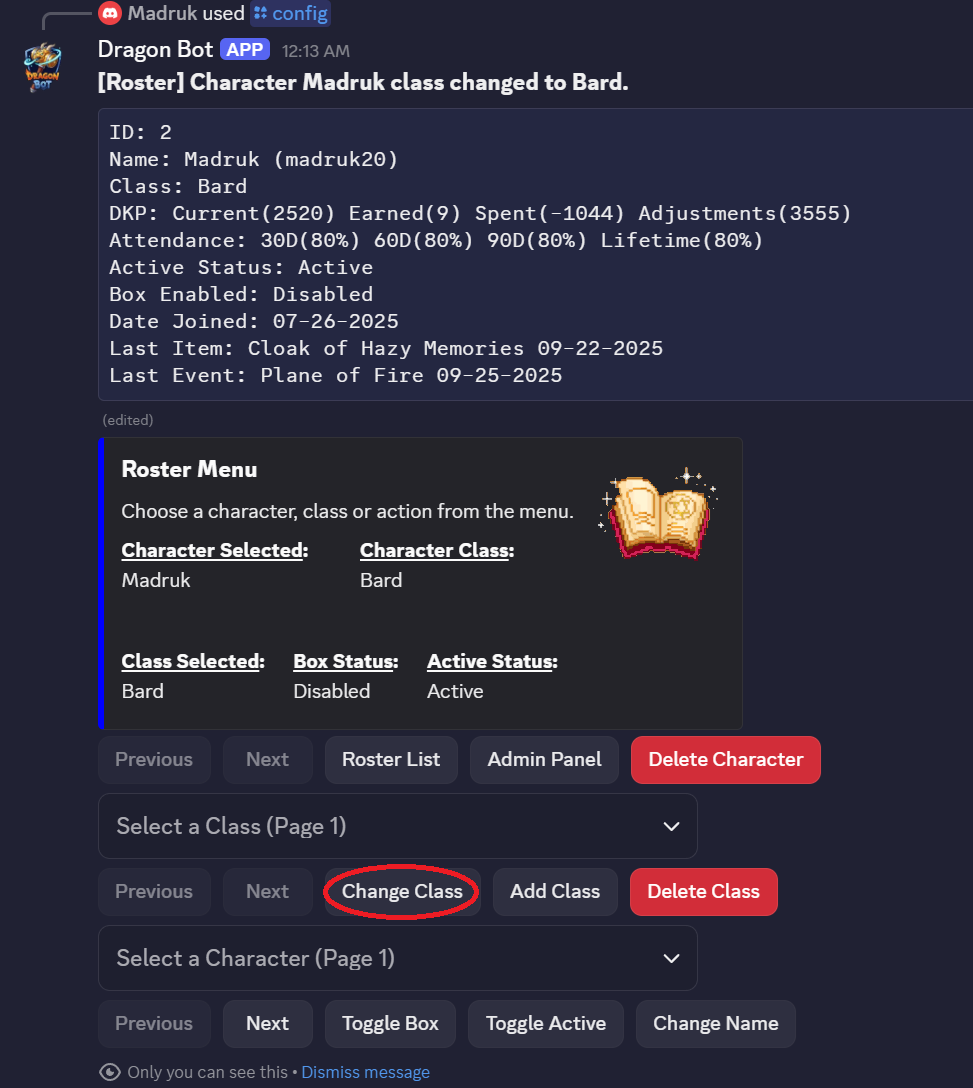 Madruk used config
DRAGON
BOT
Dragon Bot APP 12:13 AM
[Roster] Character Madruk class changed to Bard.
ID: 2
Name: Madruk (madruk20)
Class: Bard
DKP: Current(2520) Earned(9) Spent(-1044) Adjustments(3555)
Attendance: 30D(80%) 60D(80%) 90D(80%) Lifetime(80%)
Active Status: Active
Box Enabled: Disabled
Date Joined: 07-26-2025
Last Item: Cloak of Hazy Memories 09-22-2025
Last Event: Plane of Fire 09-25-2025
(edited)
Roster Menu
Choose a character, class or action from the menu.
Character Selected: Character Class:
Madruk Bard
Class Selected: Box Status: Active Status:
Bard Disabled Active
Previous Next Roster List Admin Panel Delete Character
Select a Class (Page 1)
Previous Next Change Class Add Class Delete Class
Select a Character (Page 1)
Previous Next Toggle Box Toggle Active Change Name
Only you can see this • Dismiss message